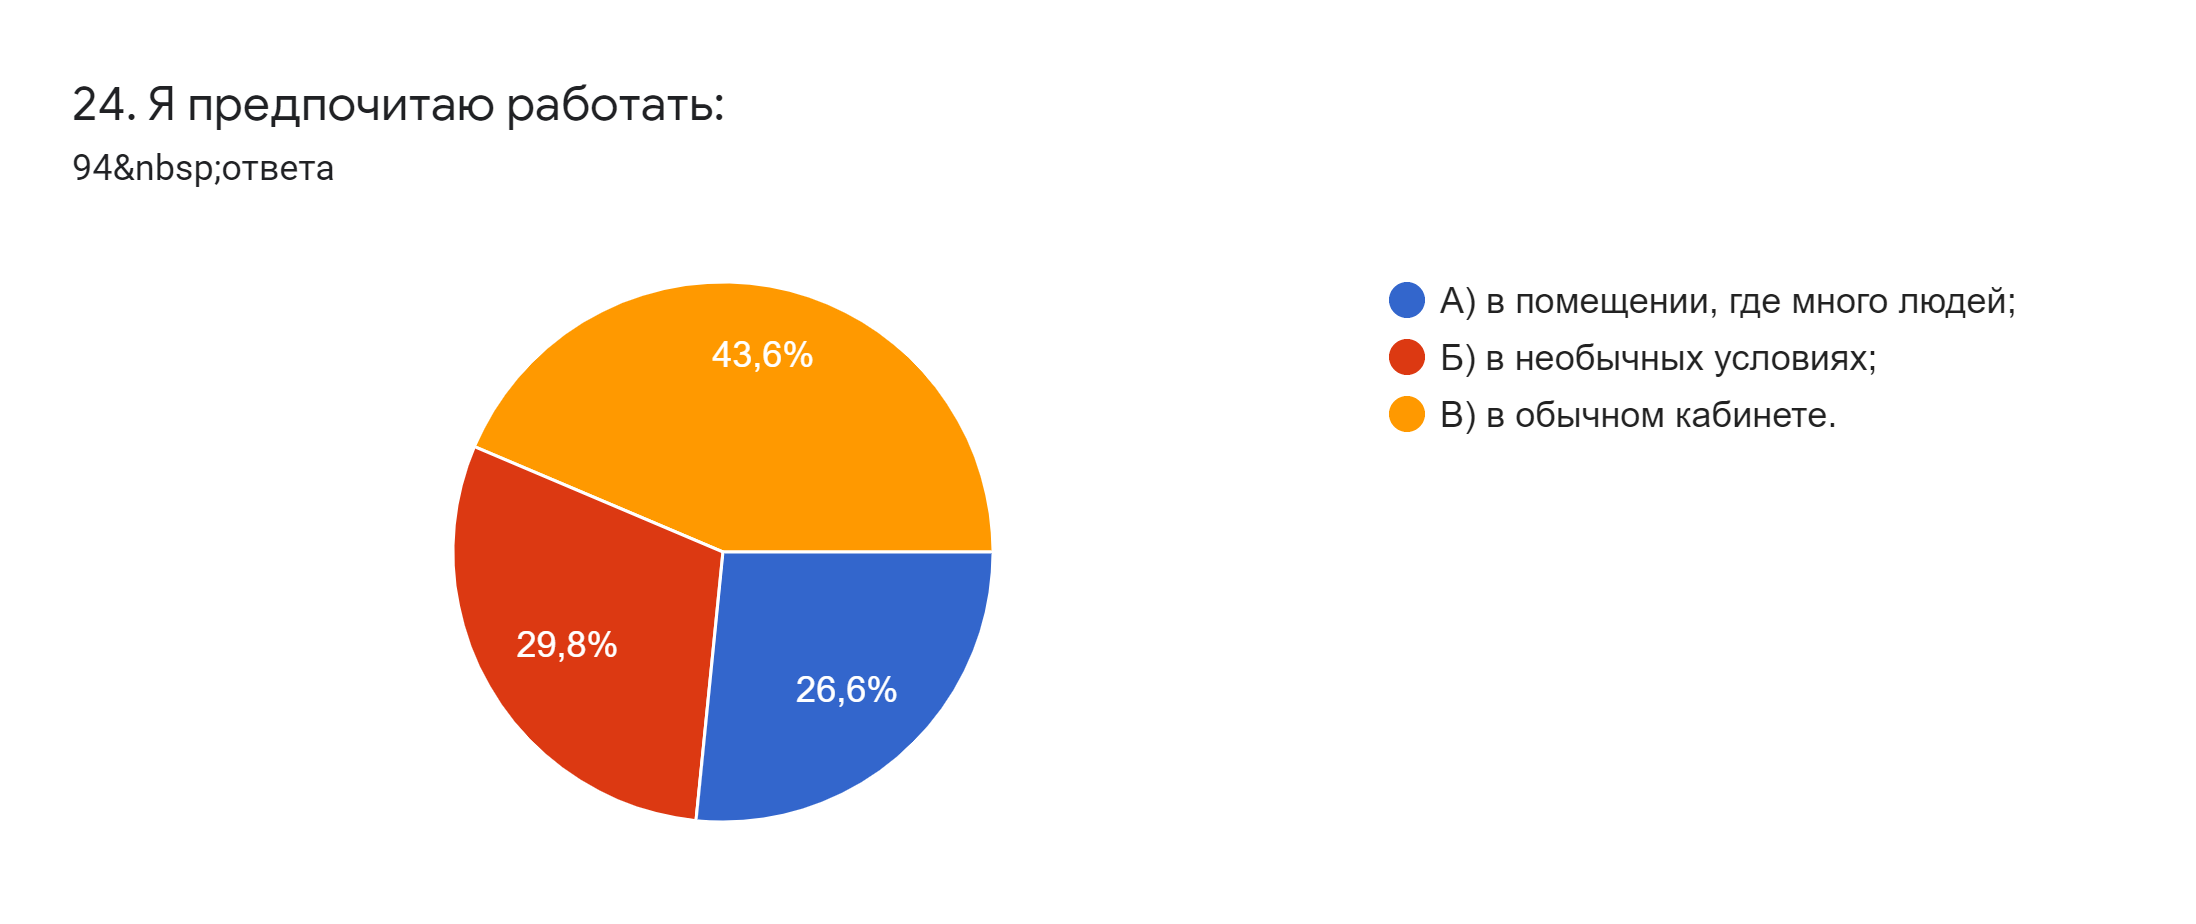 24. Я предпочитаю работать:
94&nbsp;ответа
43,6%
29,8%
26,6%
А) в помещении, где много людей;
Б) в необычных условиях;
В) в обычном кабинете.